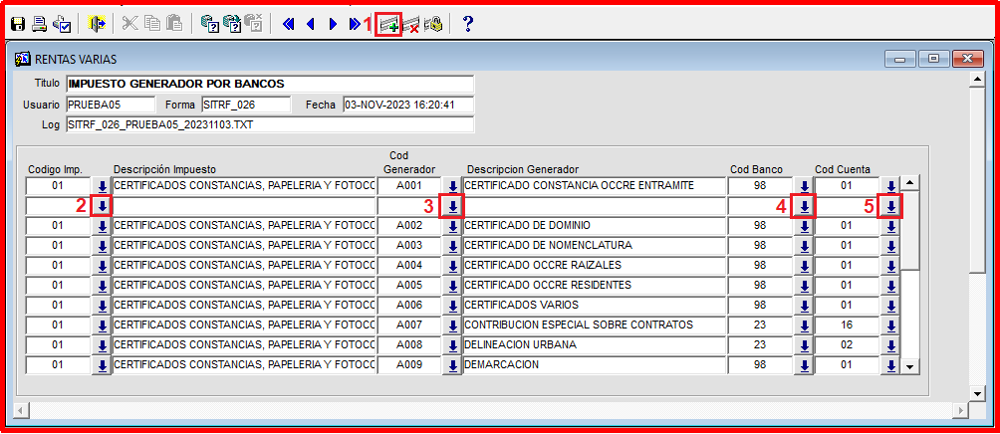 1
?
RENTAS VARIAS
Titulo IMPUESTO GENERADOR POR BANCOS
Usuario PRUEBA05 Forma SITRF_026 Fecha 03-NOV-2023 16:20:41
Log SITRF_026_PRUEBA05_20231103.TXT
Codigo Imp. Descripción Impuesto Cod Generador Descripcion Generador Cod Banco Cod Cuenta
01 CERTIFICADOS CONSTANCIAS, PAPELERIA Y FOTOCC A001 CERTIFICADO CONSTANCIA OCCRE ENTRAMITE 98 01
2 3 4 5
01 CERTIFICADOS CONSTANCIAS, PAPELERIA Y FOTOCC A002 CERTIFICADO DE DOMINIO 98 01
01 CERTIFICADOS CONSTANCIAS, PAPELERIA Y FOTOCC A003 CERTIFICADO DE NOMENCLATURA 98 01
01 CERTIFICADOS CONSTANCIAS, PAPELERIA Y FOTOCC A004 CERTIFICADO OCCRE RAIZALES 98 01
01 CERTIFICADOS CONSTANCIAS, PAPELERIA Y FOTOCC A005 CERTIFICADO OCCRE RESIDENTES 98 01
01 CERTIFICADOS CONSTANCIAS, PAPELERIA Y FOTOCC A006 CERTIFICADOS VARIOS 98 01
01 CERTIFICADOS CONSTANCIAS, PAPELERIA Y FOTOCC A007 CONTRIBUCION ESPECIAL SOBRE CONTRATOS 23 16
01 CERTIFICADOS CONSTANCIAS, PAPELERIA Y FOTOCC A008 DELINEACION URBANA 23 02
01 CERTIFICADOS CONSTANCIAS, PAPELERIA Y FOTOCC A009 DEMARCACION 98 01